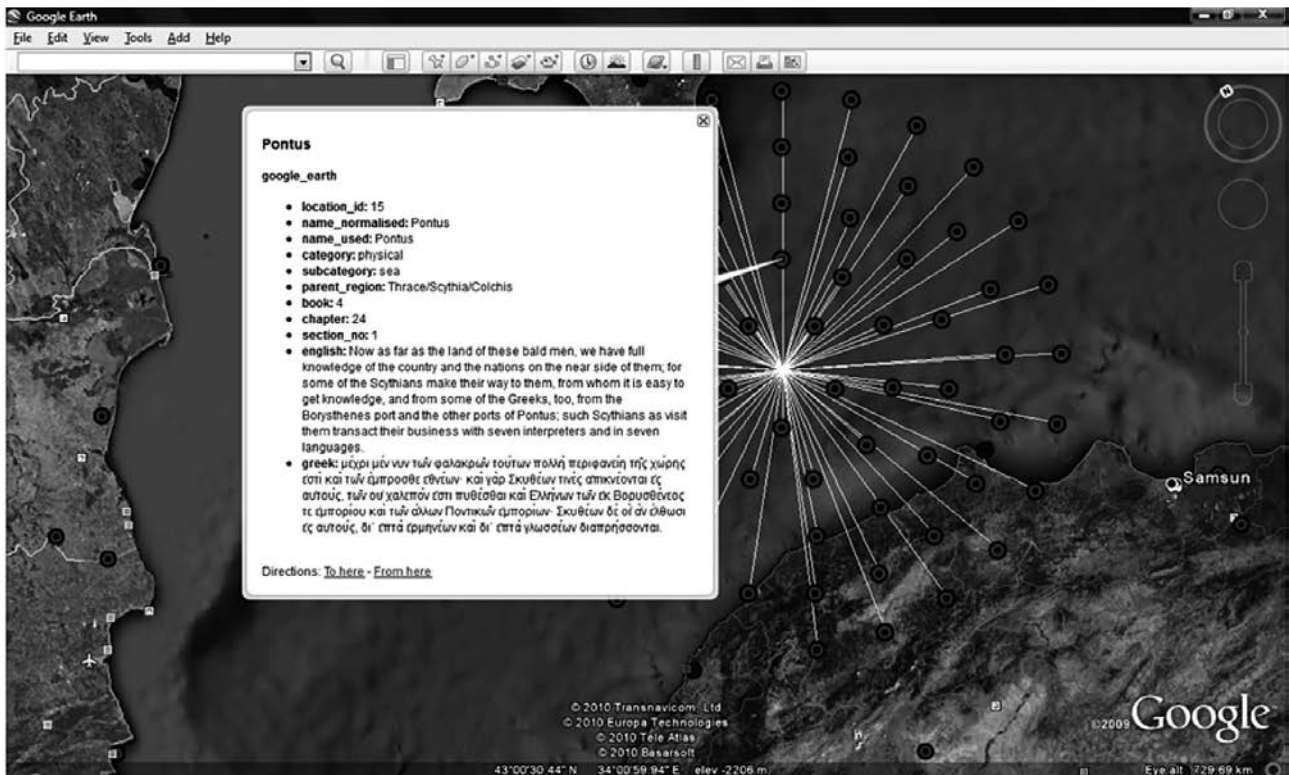 Google Earth
File Edit View Tools Add Help
Pontus
google_earth
• location_id: 15
• name_normalised: Pontus
• name_used: Pontus
• category: physical
• subcategory: sea
• parent_region: Thrace/Scythia/Colchis
• book: 4
• chapter: 24
• section_no: 1
• english: Now as far as the land of these bald men, we have full
knowledge of the country and the nations on the near side of them; for
some of the Scythians make their way to them, from whom it is easy to
get knowledge, and from some of the Greeks, too, from the
Borysthenes port and the other ports of Pontus; such Scythians as visit
them transact their business with seven interpreters and in seven
languages.
• greek: μέχρι μέν νυν τῶν φαλακρῶν τούτων πολλὴ περιφανείη τῆς χώρης
ἐστὶ καὶ τῶν ἔμπροσθε ἐθνέων· καὶ γὰρ Σκυθέων τινὲς ἀπικνέονται ἐς
αὐτούς, τῶν οὐ χαλεπόν ἐστι πυθέσθαι καὶ Ἑλλήνων τῶν ἐκ Βορυσθένεος
τε ἐμπορίου καὶ τῶν ἄλλων Ποντικῶν ἐμπορίων· Σκυθέων δὲ οἳ ἂν ἔλθωσι
ἐς αὐτούς, δι᾽ ἑπτὰ ἑρμηνέων καὶ δι᾽ ἑπτὰ γλωσσέων διαπρήσσονται.
Directions: To here - From here
N
Samsun
© 2010 Transnavicom, Ltd
© 2010 Europa Technologies
© 2010 Tele Atlas
© 2010 Basarsoft
©2009 Google
43°00'30.44" N 34°00'59.94" E elev -2206 m Eye alt 729.69 km